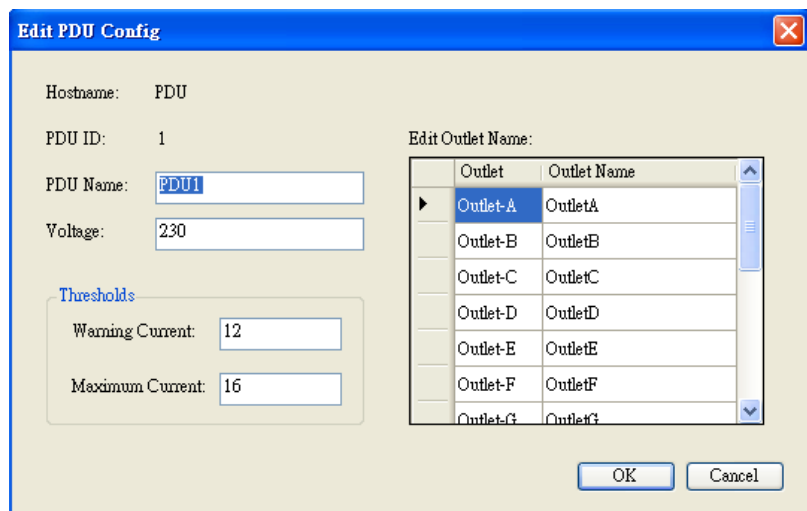 Edit PDU Config
Hostname: PDU
PDU ID: 1
PDU Name: PDU1
Voltage: 230
Thresholds
Warning Current: 12
Maximum Current: 16
Edit Outlet Name:
Outlet Outlet Name
Outlet-A OutletA
Outlet-B OutletB
Outlet-C OutletC
Outlet-D OutletD
Outlet-E OutletE
Outlet-F OutletF
Outlet-G OutletG
OK Cancel